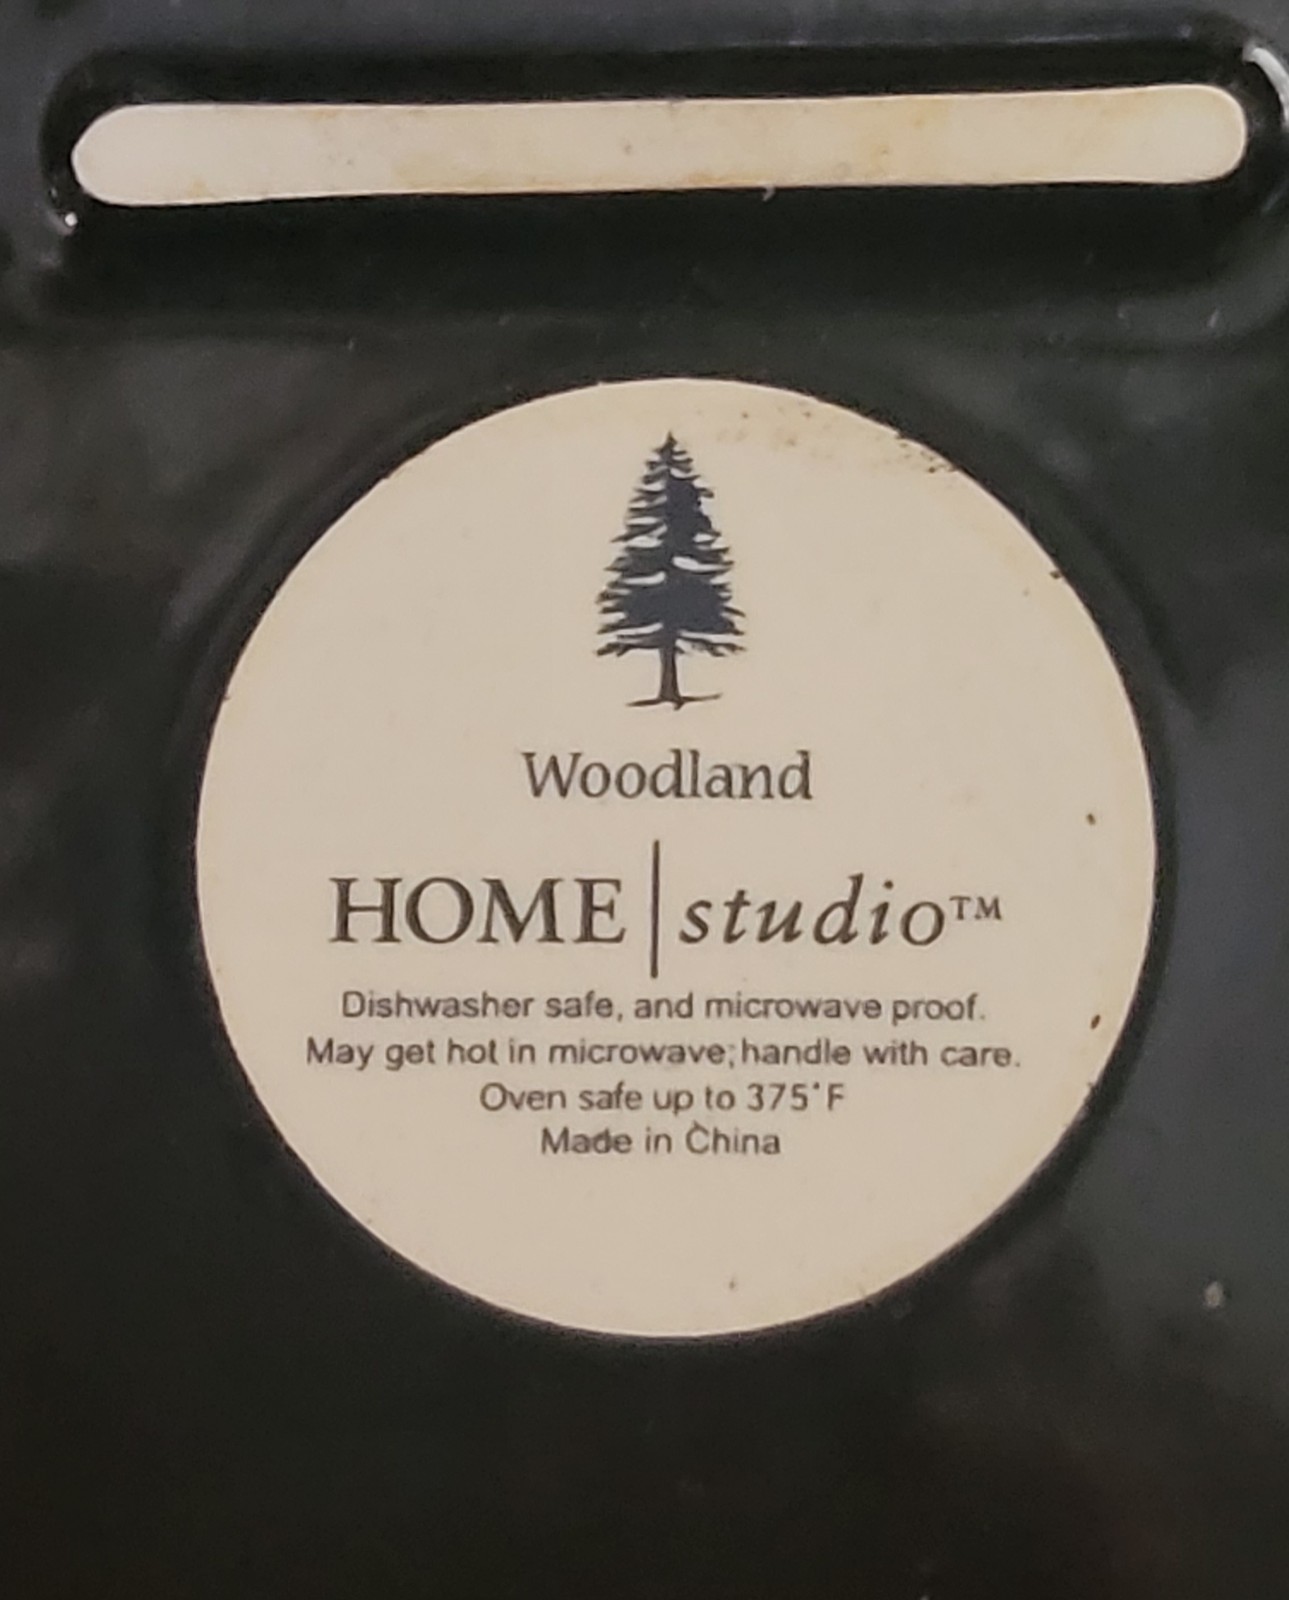 Woodland
HOME|studio™
Dishwasher safe, and microwave proof.
May get hot in microwave; handle with care.
Oven safe up to 375°F
Made in China